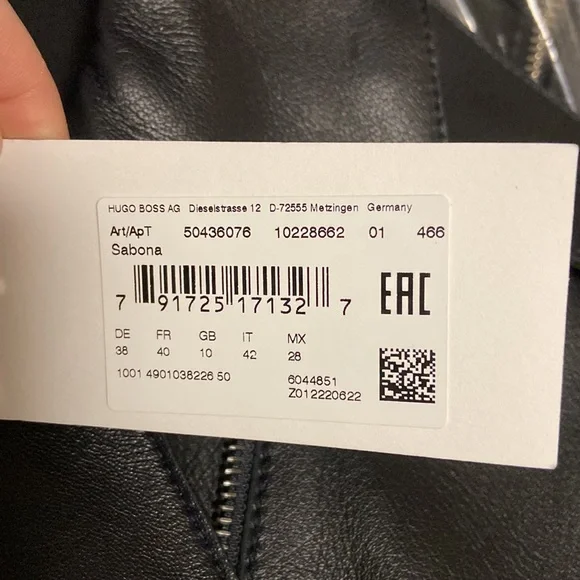 HUGO BOSS AG Dieselstrasse 12 D-72555 Metzingen Germany
Art/ApT 50436076 10228662 01 466
Sabona
7 91725 17132 7 EAC
DE FR GB IT MX
38 40 10 42 28
1001 4901038226 50 6044851
Z012220622